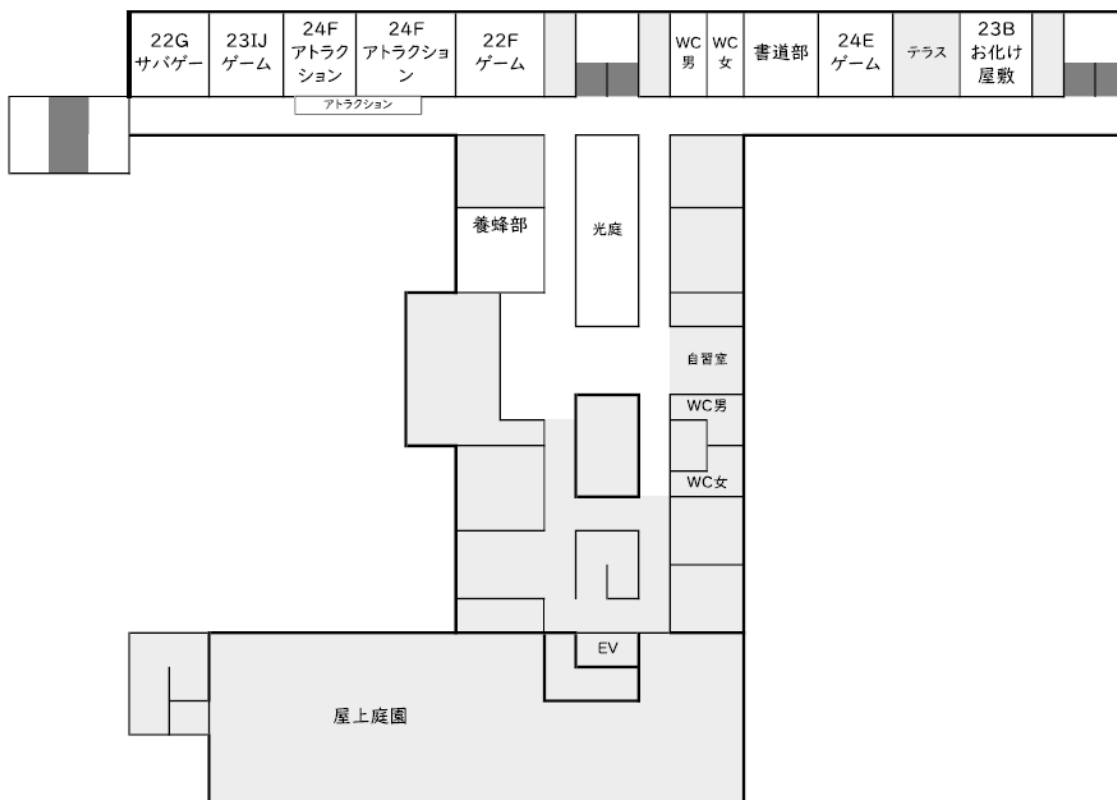 22G
サバゲー
23IJ
ゲーム
24F
アトラク
ション
24F
アトラクショ
ン
22F
ゲーム
WC
男
WC
女
書道部
24E
ゲーム
テラス
23B
お化け
屋敷
アトラクション
養蜂部
光庭
自習室
WC男
WC女
EV
屋上庭園